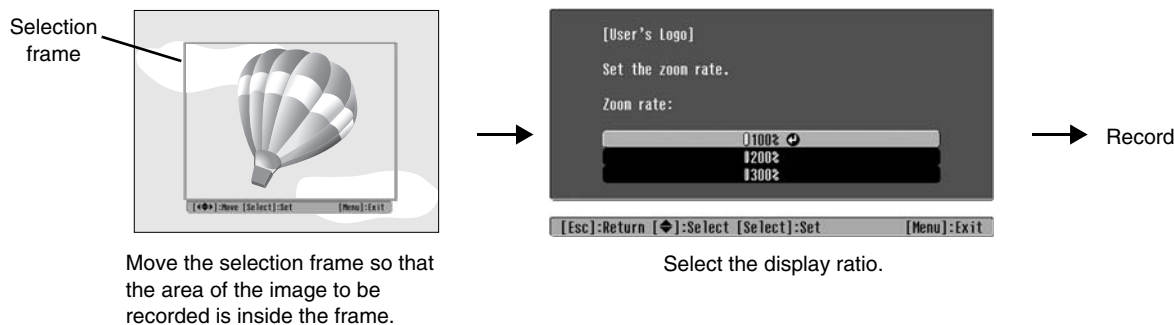 Selection
frame
[◀◆▶]:Move [Select]:Set [Menu]:Exit
Move the selection frame so that
the area of the image to be
recorded is inside the frame.
[User's Logo]
Set the zoom rate.
Zoom rate:
100%
200%
300%
[Esc]:Return [◆]:Select [Select]:Set [Menu]:Exit
Select the display ratio.
Record